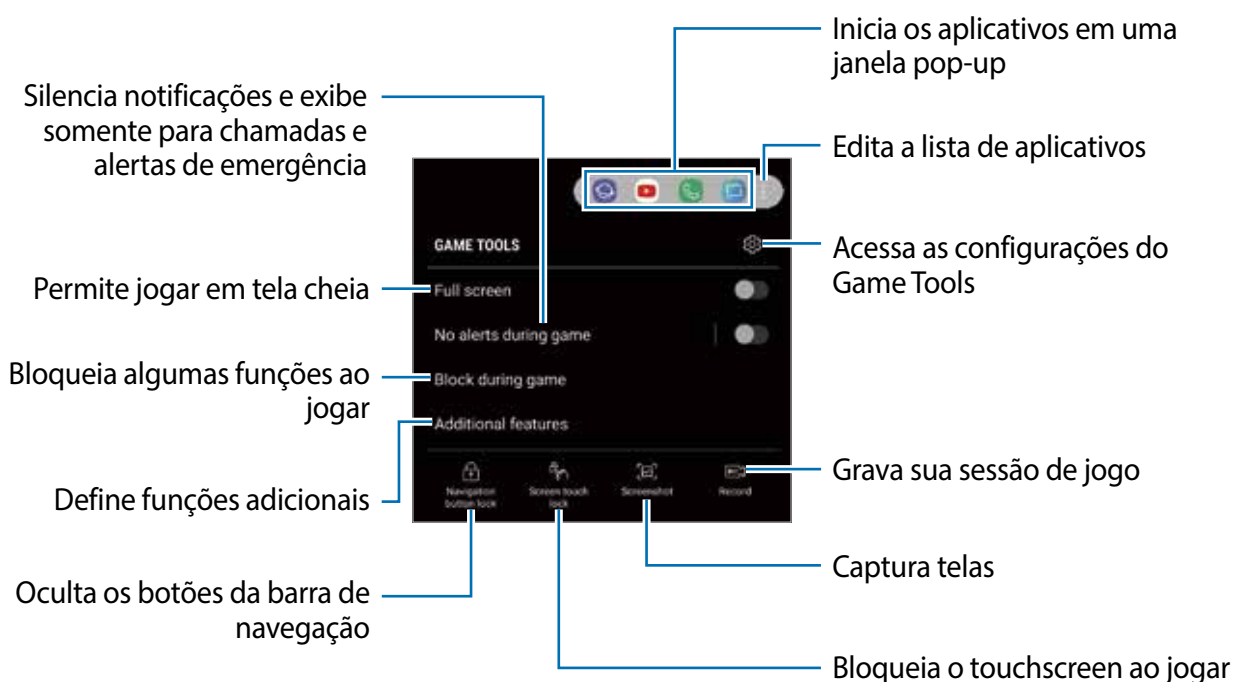 Inicia os aplicativos em uma
janela pop-up
Silencia notificações e exibe
somente para chamadas e
alertas de emergência
Edita a lista de aplicativos
GAME TOOLS
Acessa as configurações do
Game Tools
Permite jogar em tela cheia
Full screen
No alerts during game
Bloqueia algumas funções ao
jogar
Block during game
Additional features
Define funções adicionais
Navigation
button lock
Screen touch
lock
Screenshot
Record
Grava sua sessão de jogo
Captura telas
Oculta os botões da barra de
navegação
Bloqueia o touchscreen ao jogar